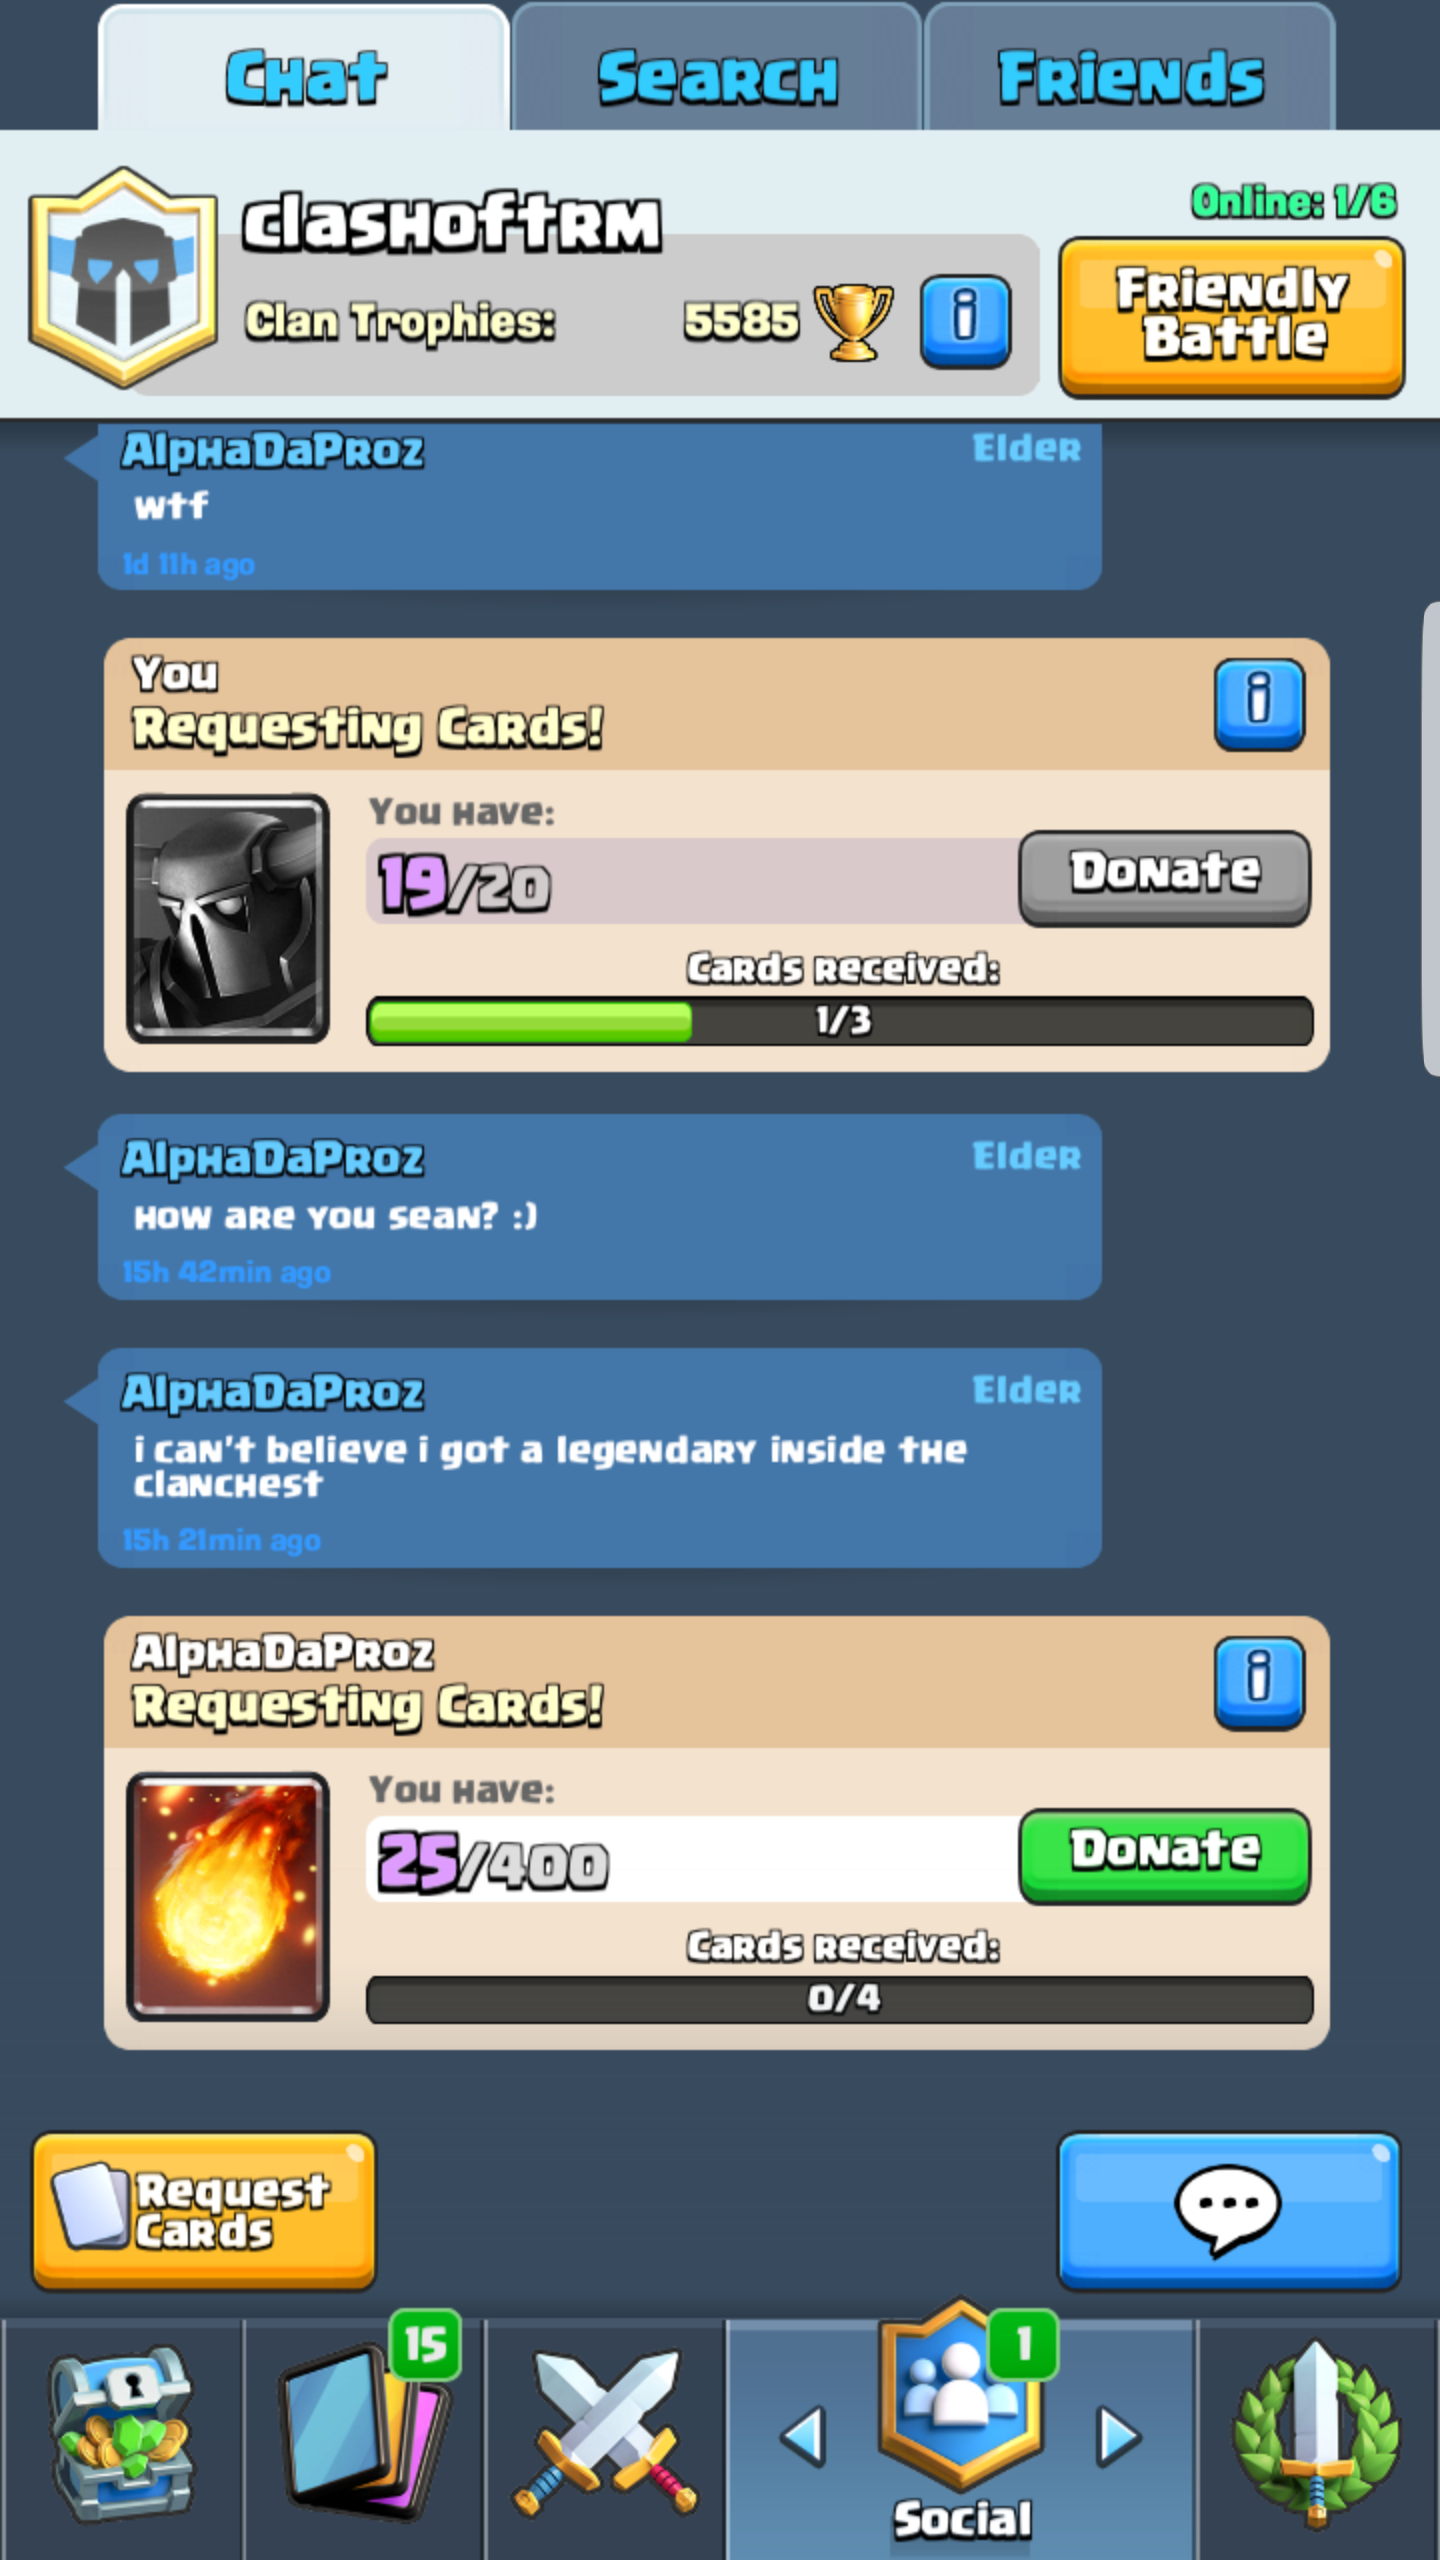 Chat
Search
Friends
clashoftrm
Online: 1/6
Clan Trophies: 5585
i
Friendly
Battle
AlphaDaProz Elder
wtf
1d 11h ago
You
Requesting Cards!
i
You have:
19/20
Donate
Cards received:
1/3
AlphaDaProz Elder
how are you sean? :)
15h 42min ago
AlphaDaProz Elder
i can't believe i got a legendary inside the
clanchest
15h 21min ago
AlphaDaProz
Requesting Cards!
i
You have:
25/400
Donate
Cards received:
0/4
Request
Cards
15
1
Social